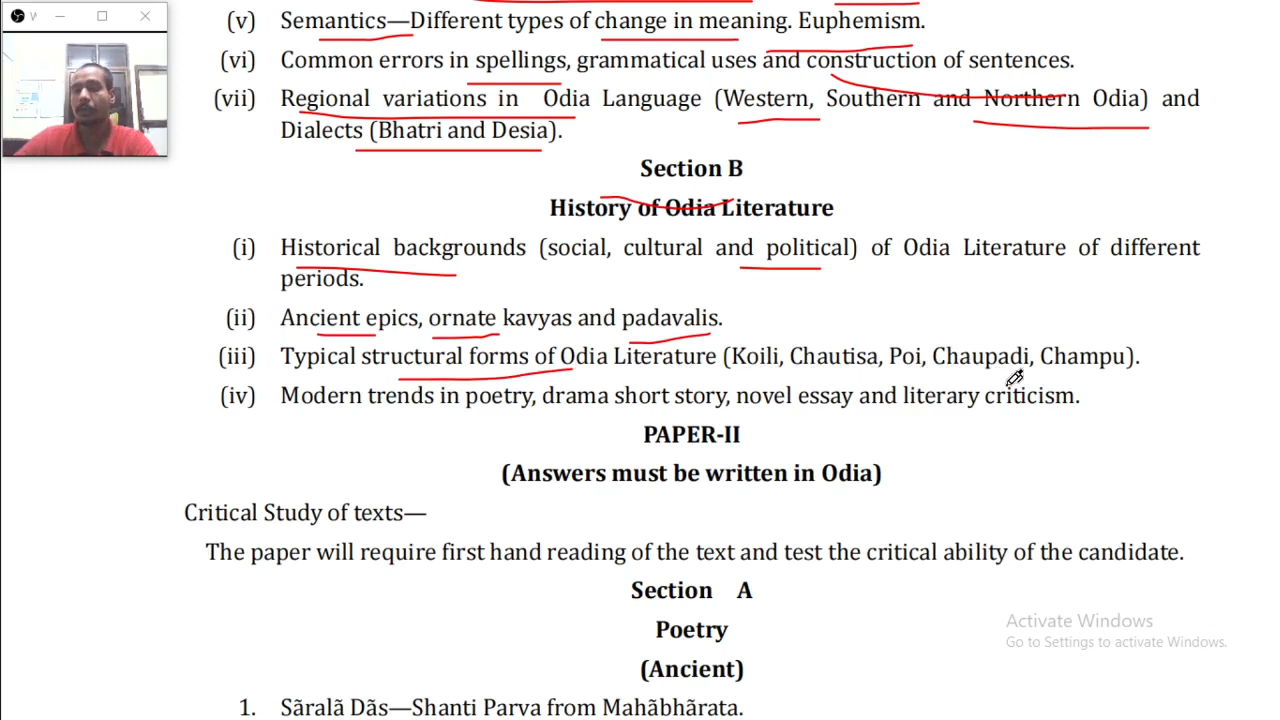 (v) Semantics—Different types of change in meaning. Euphemism.
(vi) Common errors in spellings, grammatical uses and construction of sentences.
(vii) Regional variations in Odia Language (Western, Southern and Northern Odia) and
Dialects (Bhatri and Desia).
Section B
History of Odia Literature
(i) Historical backgrounds (social, cultural and political) of Odia Literature of different
periods.
(ii) Ancient epics, ornate kavyas and padavalis.
(iii) Typical structural forms of Odia Literature (Koili, Chautisa, Poi, Chaupadi, Champu).
(iv) Modern trends in poetry, drama short story, novel essay and literary criticism.
PAPER-II
(Answers must be written in Odia)
Critical Study of texts—
The paper will require first hand reading of the text and test the critical ability of the candidate.
Section A
Poetry
(Ancient)
1. Sãralã Dãs—Shanti Parva from Mahãbhãrata.
Activate Windows
Go to Settings to activate Windows.